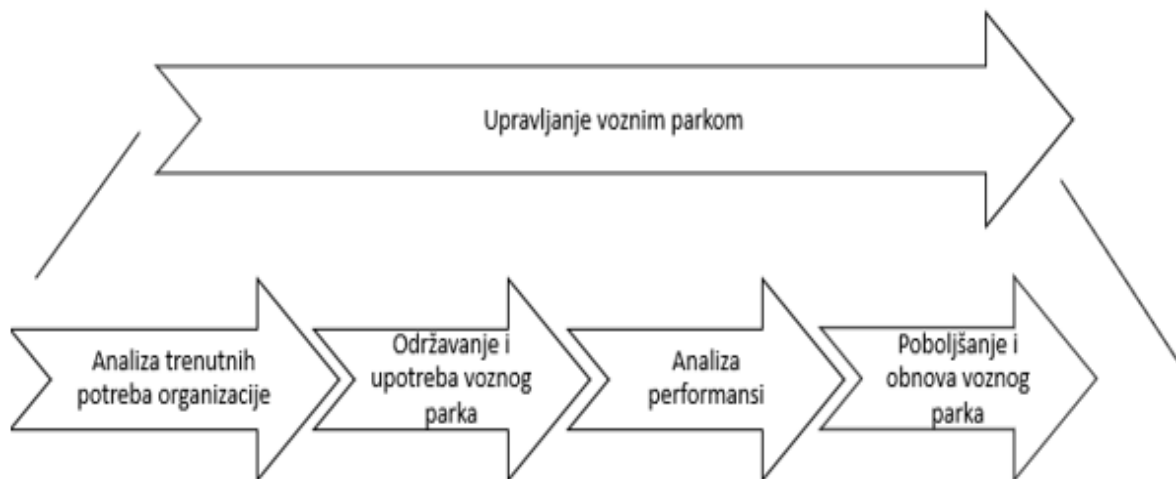 Upravljanje voznim parkom
Analiza trenutnih
potreba organizacije
Održavanje i
upotreba voznog
parka
Analiza
performansi
Poboljšanje i
obnova voznog
parka